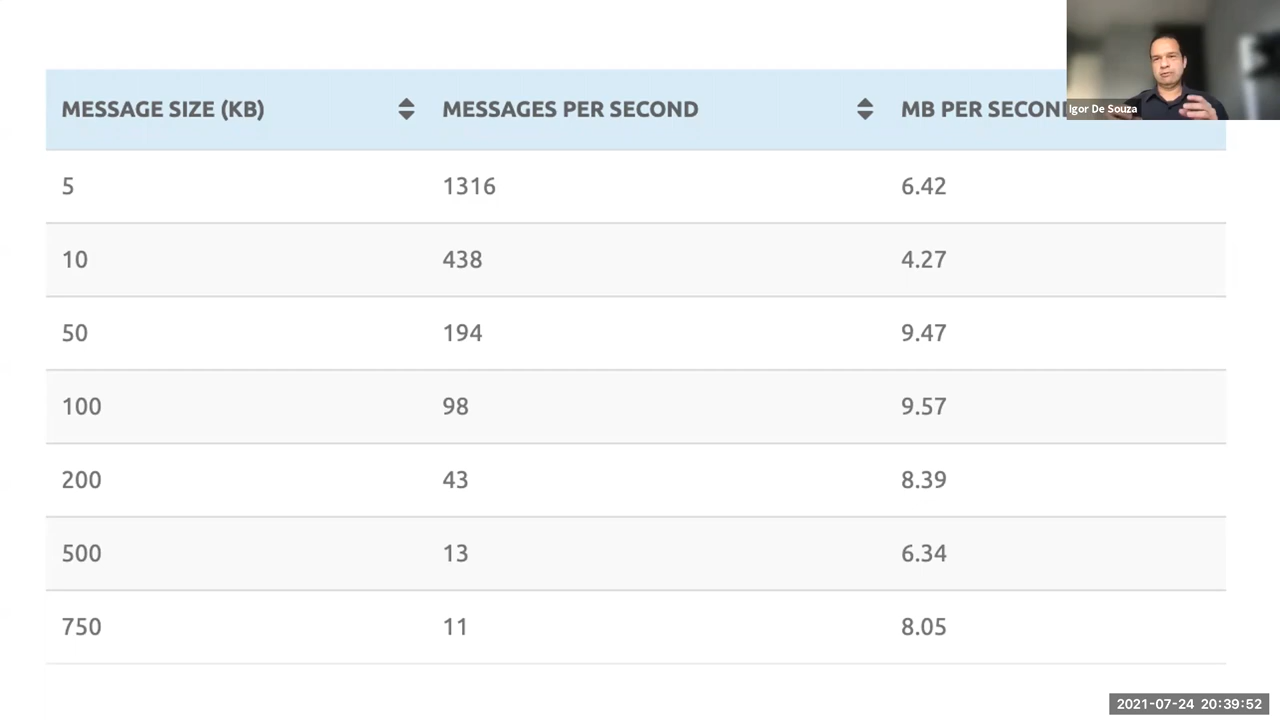 MESSAGE SIZE (KB) MESSAGES PER SECOND MB PER SECON
Igor De Souza
5 1316 6.42
10 438 4.27
50 194 9.47
100 98 9.57
200 43 8.39
500 13 6.34
750 11 8.05
2021-07-24 20:39:52